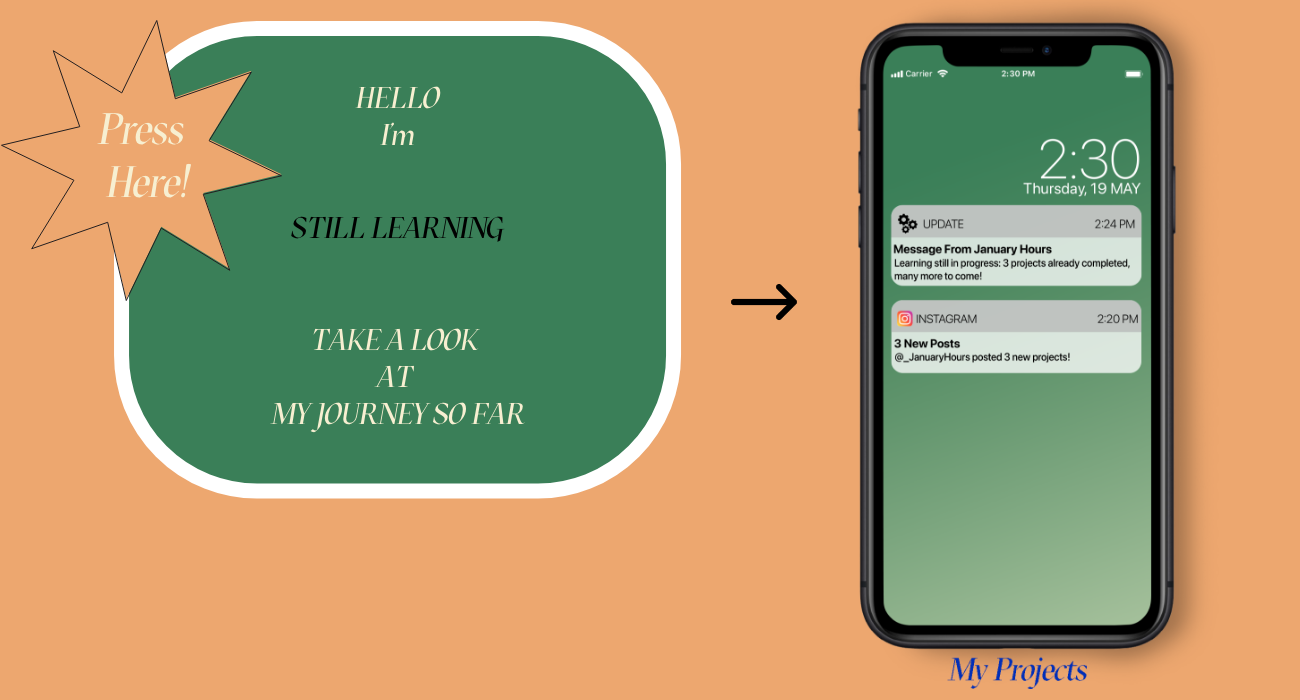 Press
Here!
HELLO
I'm
STILL LEARNING
TAKE A LOOK
AT
MY JOURNEY SO FAR
Carrier 2:30 PM
2:30
Thursday, 19 MAY
UPDATE 2:24 PM
Message From January Hours
Learning still in progress: 3 projects already completed,
many more to come!
INSTAGRAM 2:20 PM
3 New Posts
@_JanuaryHours posted 3 new projects!
My Projects